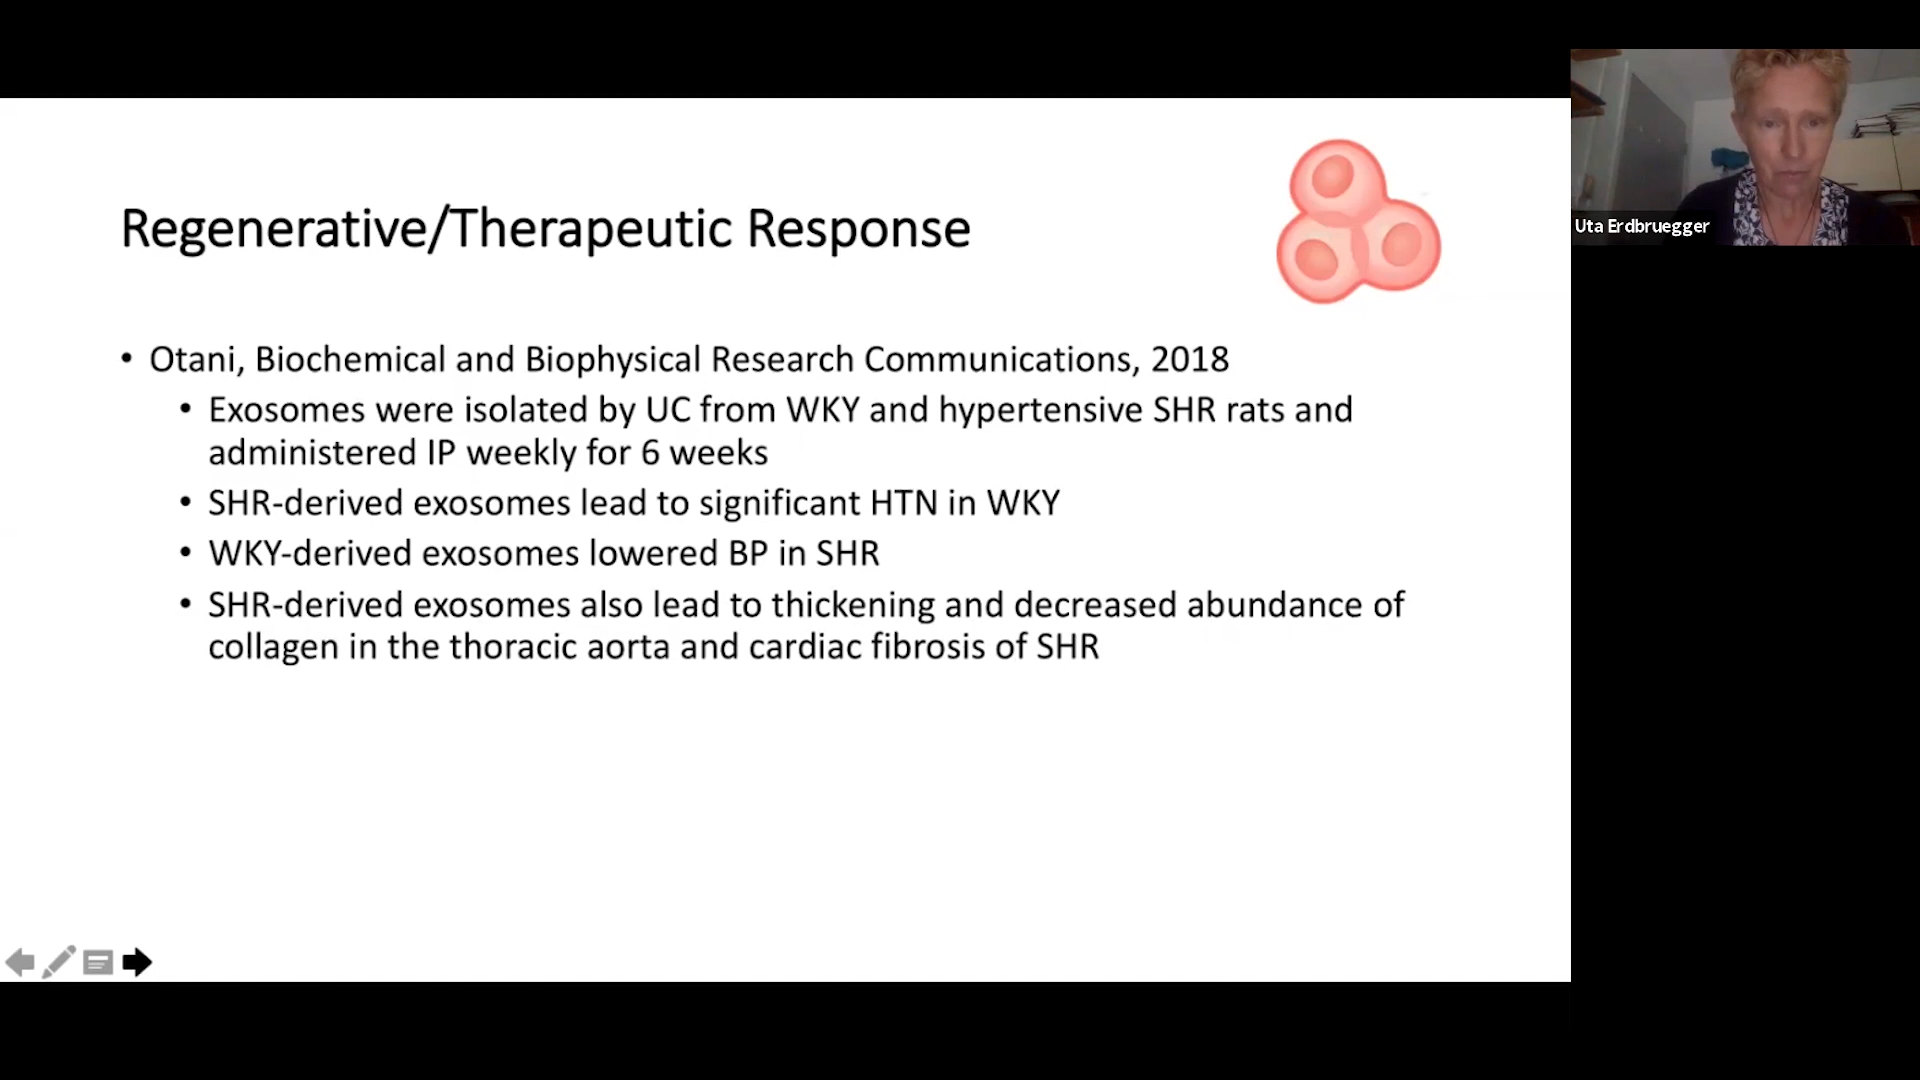 Regenerative/Therapeutic Response
• Otani, Biochemical and Biophysical Research Communications, 2018
• Exosomes were isolated by UC from WKY and hypertensive SHR rats and
administered IP weekly for 6 weeks
• SHR-derived exosomes lead to significant HTN in WKY
• WKY-derived exosomes lowered BP in SHR
• SHR-derived exosomes also lead to thickening and decreased abundance of
collagen in the thoracic aorta and cardiac fibrosis of SHR
Uta Erdbruegger